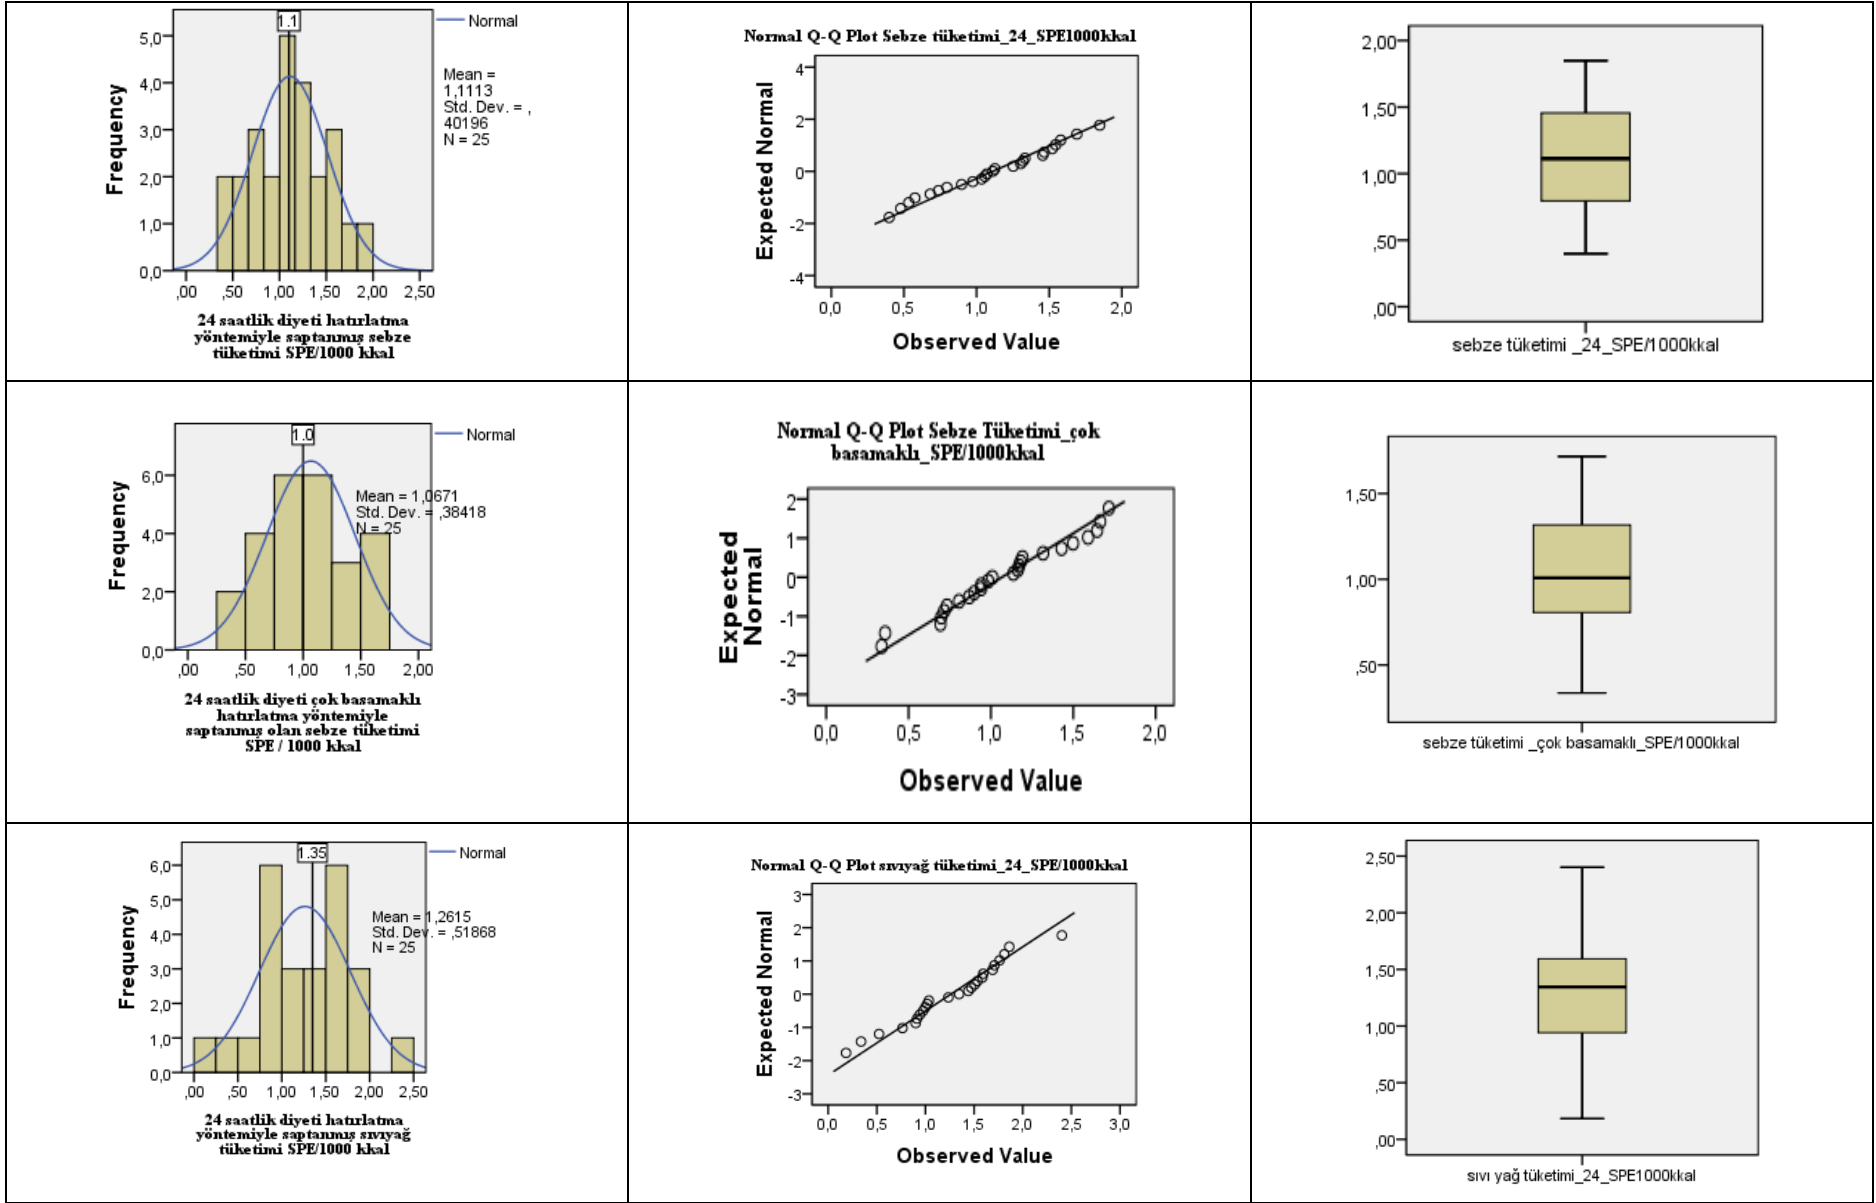 1.1
Normal
Mean =
1,1113
Std. Dev. = ,
40196
N = 25
Frequency
5,0
4,0
3,0
2,0
1,0
0,0
,00 ,50 1,00 1,50 2,00 2,50
24 saatlik diyeti hatırlatma
yöntemiyle saptanmış sebze
tüketimi SPE/1000 kkal
Normal Q-Q Plot Sebze tüketimi_24_SPE1000kkal
Expected Normal
4
2
0
-2
-4
0,0 0,5 1,0 1,5 2,0
Observed Value
2,00
1,50
1,00
,50
,00
sebze tüketimi _24_SPE/1000kkal
1.0
Normal
Mean = 1,0671
Std. Dev. = ,38418
N = 25
Frequency
6,0
4,0
2,0
0,0
,00 ,50 1,00 1,50 2,00
24 saatlik diyeti çok basamaklı
hatırlatma yöntemiyle
saptanmış olan sebze tüketimi
SPE / 1000 kkal
Normal Q-Q Plot Sebze Tüketimi_çok
basamaklı_SPE/1000kkal
Expected
Normal
2
1
0
-1
-2
-3
0,0 0,5 1,0 1,5 2,0
Observed Value
1,50
1,00
,50
sebze tüketimi _çok basamaklı_SPE/1000kkal
1.35
Normal
Mean = 1,2615
Std. Dev. = ,51868
N = 25
Frequency
6,0
5,0
4,0
3,0
2,0
1,0
0,0
,00 ,50 1,00 1,50 2,00 2,50
24 saatlik diyeti hatırlatma
yöntemiyle saptanmış sıvıyağ
tüketimi SPE/1000 kkal
Normal Q-Q Plot sıvıyağ tüketimi_24_SPE/1000kkal
Expected Normal
3
2
1
0
-1
-2
-3
0,0 0,5 1,0 1,5 2,0 2,5 3,0
Observed Value
2,50
2,00
1,50
1,00
,50
,00
sıvı yağ tüketimi_24_SPE1000kkal